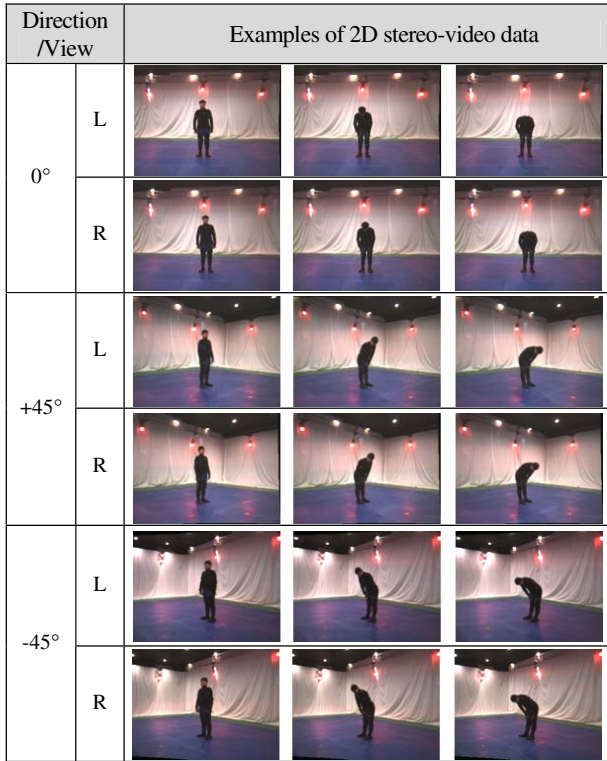 Direction
/View
Examples of 2D stereo-video data
0°
L
R
+45°
L
R
-45°
L
R